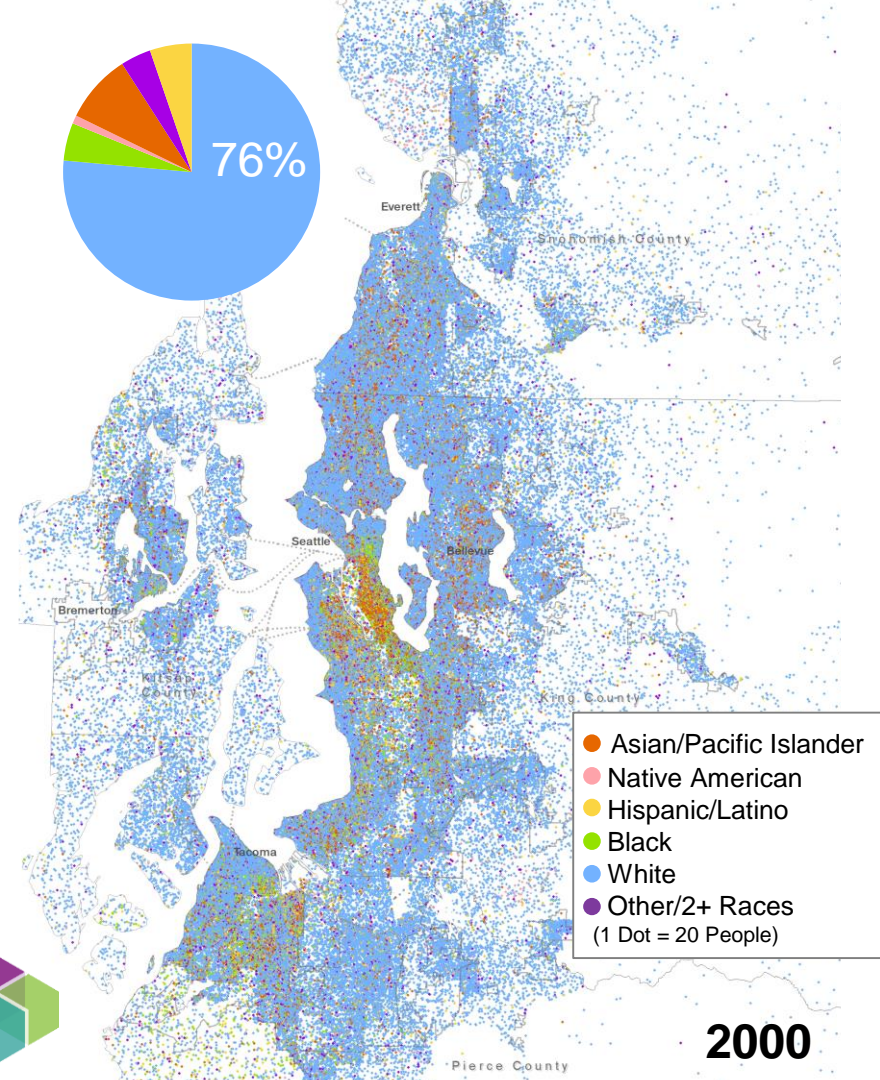 76%
Everett
Snohomish County
Seattle
Bellevue
Bremerton
Kitsap
County
King County
Asian/Pacific Islander
Native American
Hispanic/Latino
Black
White
Other/2+ Races
(1 Dot = 20 People)
Tacoma
2000
Pierce County